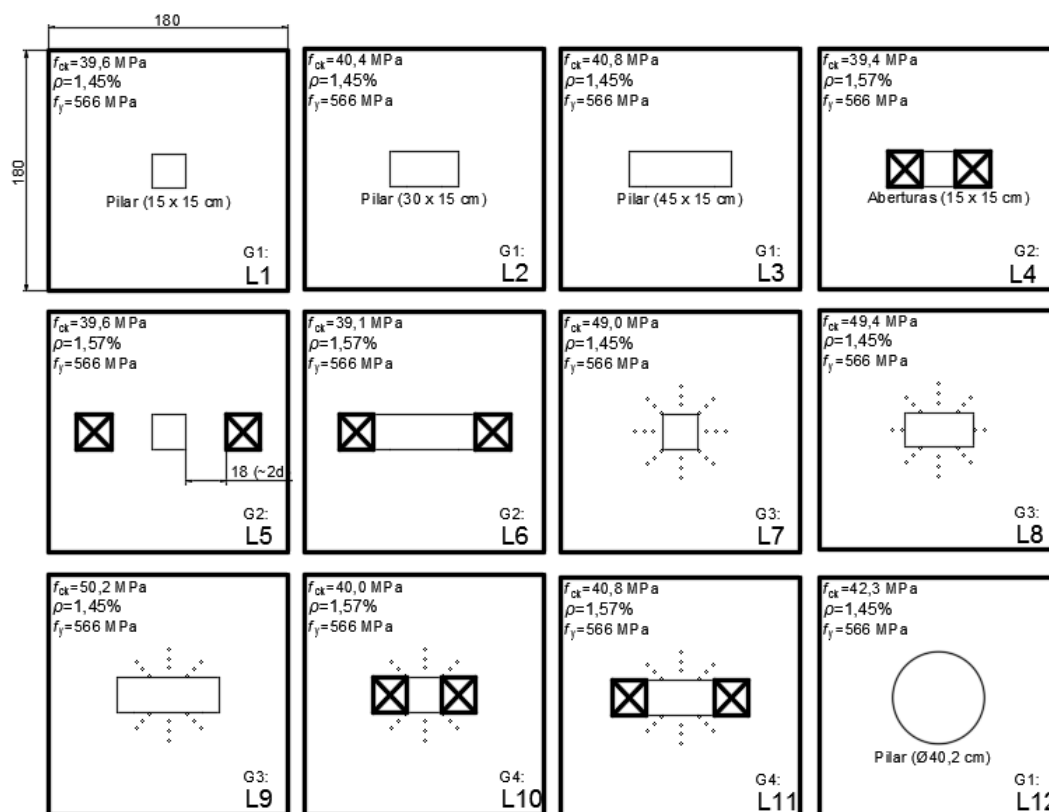 180
180
fck=39,6 MPa
ρ=1,45%
fy=566 MPa
Pilar (15 x 15 cm)
G1:
L1
fck=40,4 MPa
ρ=1,45%
fy=566 MPa
Pilar (30 x 15 cm)
G1:
L2
fck=40,8 MPa
ρ=1,45%
fy=566 MPa
Pilar (45 x 15 cm)
G1:
L3
fck=39,4 MPa
ρ=1,57%
fy=566 MPa
Aberturas (15 x 15 cm)
G2:
L4
fck=39,6 MPa
ρ=1,57%
fy=566 MPa
18 (~2d
G2:
L5
fck=39,1 MPa
ρ=1,57%
fy=566 MPa
G2:
L6
fck=49,0 MPa
ρ=1,45%
fy=566 MPa
G3:
L7
fck=49,4 MPa
ρ=1,45%
fy=566 MPa
G3:
L8
fck=50,2 MPa
ρ=1,45%
fy=566 MPa
G3:
L9
fck=40,0 MPa
ρ=1,57%
fy=566 MPa
G4:
L10
fck=40,8 MPa
ρ=1,57%
fy=566 MPa
G4:
L11
fck=42,3 MPa
ρ=1,45%
fy=566 MPa
Pilar (Ø40,2 cm)
G1:
L12